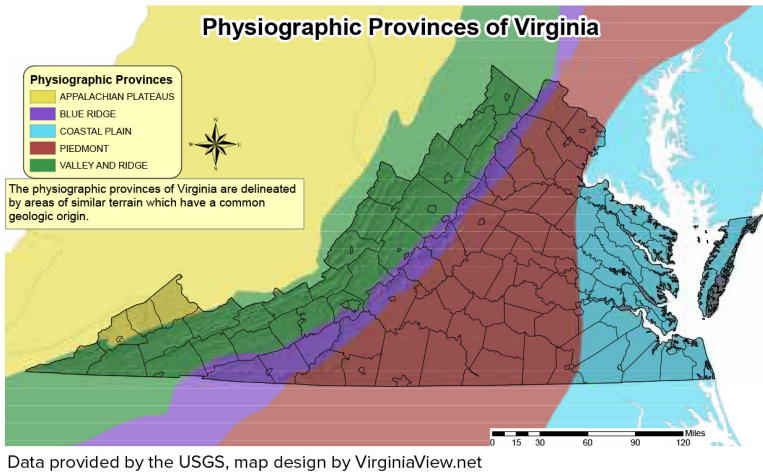 Physiographic Provinces of Virginia
Physiographic Provinces
APPALACHIAN PLATEAUS
BLUE RIDGE
COASTAL PLAIN
PIEDMONT
VALLEY AND RIDGE
N
W E
S
The physiographic provinces of Virginia are delineated
by areas of similar terrain which have a common
geologic origin.
Miles
0 15 30 60 90 120
Data provided by the USGS, map design by VirginiaView.net